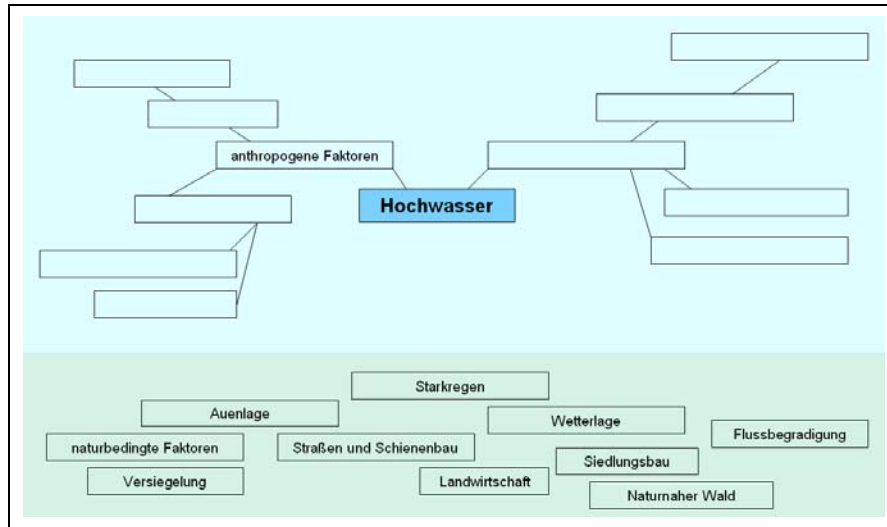 anthropogene Faktoren
Hochwasser
Starkregen
Auenlage
Wetterlage
Flussbegradigung
naturbedingte Faktoren
Straßen und Schienenbau
Siedlungsbau
Versiegelung
Landwirtschaft
Naturnaher Wald